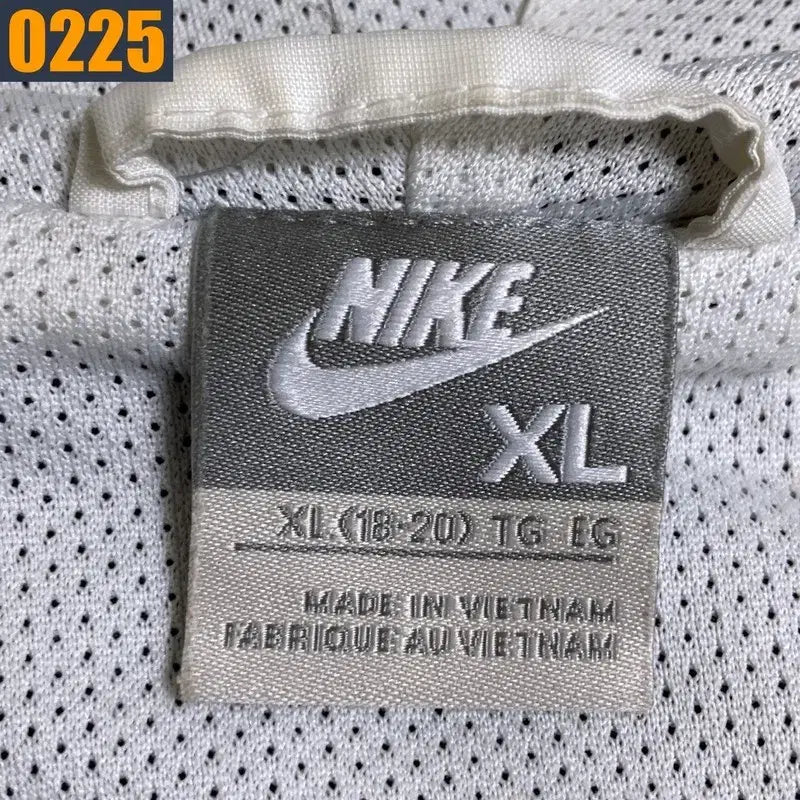 0225
NIKE
XL
XL (18-20) TG EG
MADE IN VIETNAM
FABRIQUE AU VIETNAM